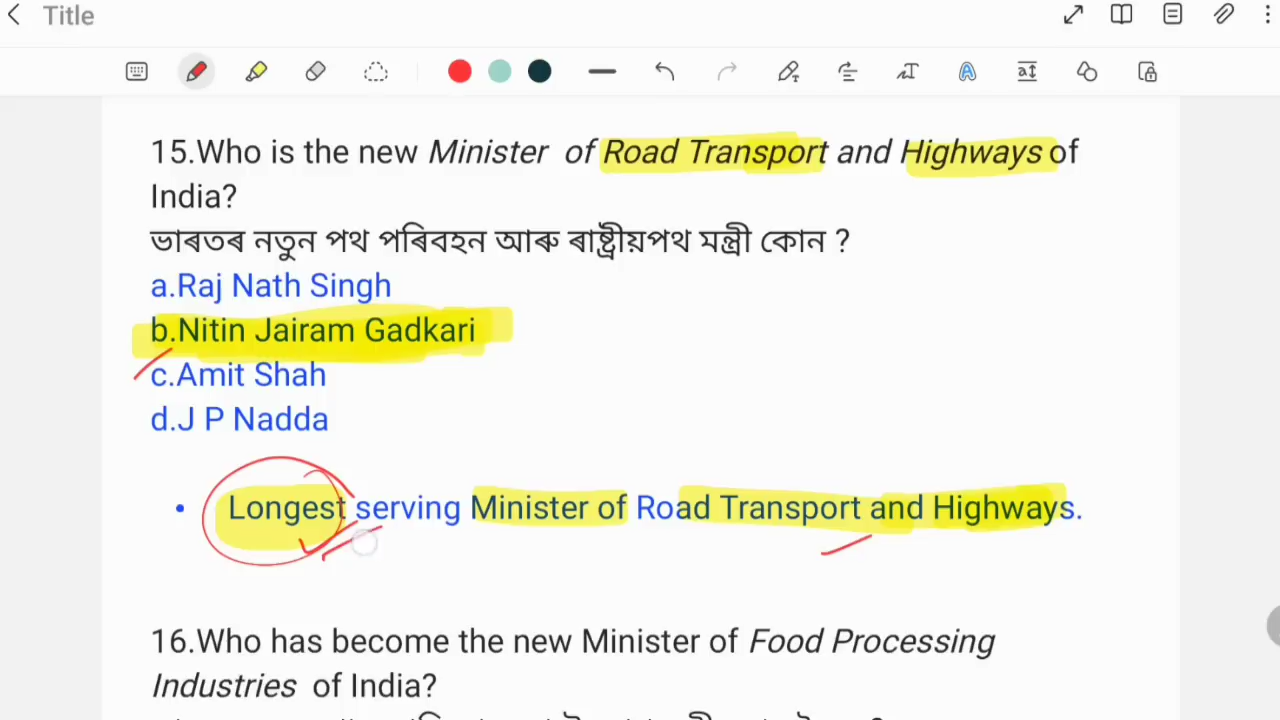 Title
15.Who is the new Minister of Road Transport and Highways of
India?
ভাৰতৰ নতুন পথ পৰিবহন আৰু ৰাষ্ট্ৰীয়পথ মন্ত্ৰী কোন ?
a.Raj Nath Singh
b.Nitin Jairam Gadkari
c.Amit Shah
d.J P Nadda
• Longest serving Minister of Road Transport and Highways.
16.Who has become the new Minister of Food Processing
Industries of India?